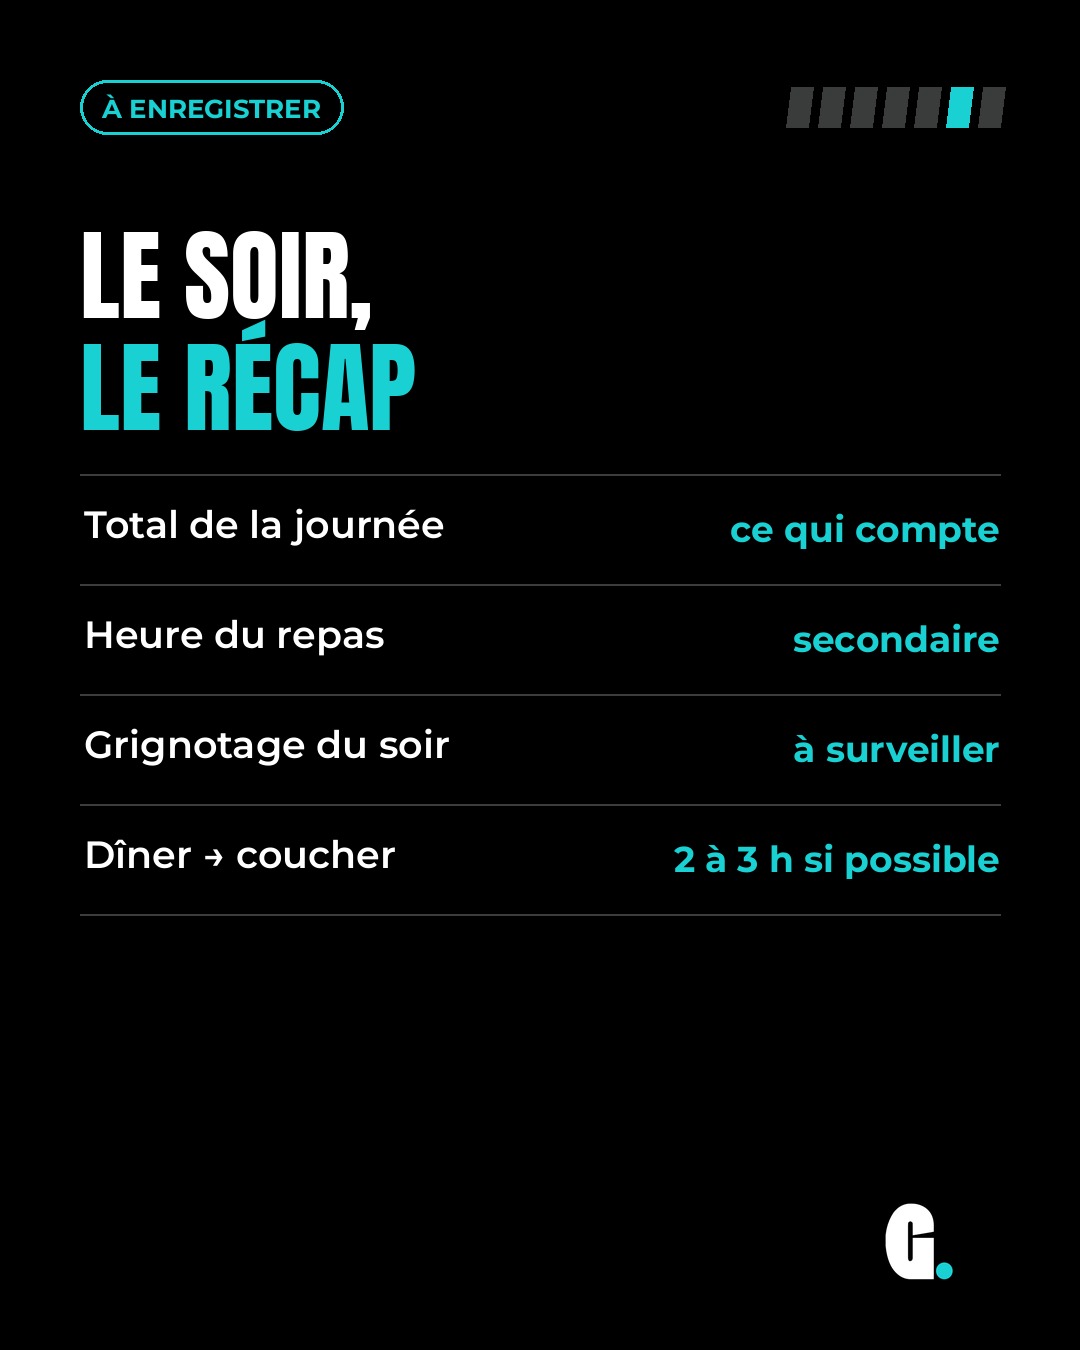 À ENREGISTRER
LE SOIR,
LE RÉCAP
Total de la journée ce qui compte
Heure du repas secondaire
Grignotage du soir à surveiller
Dîner → coucher 2 à 3 h si possible
G.